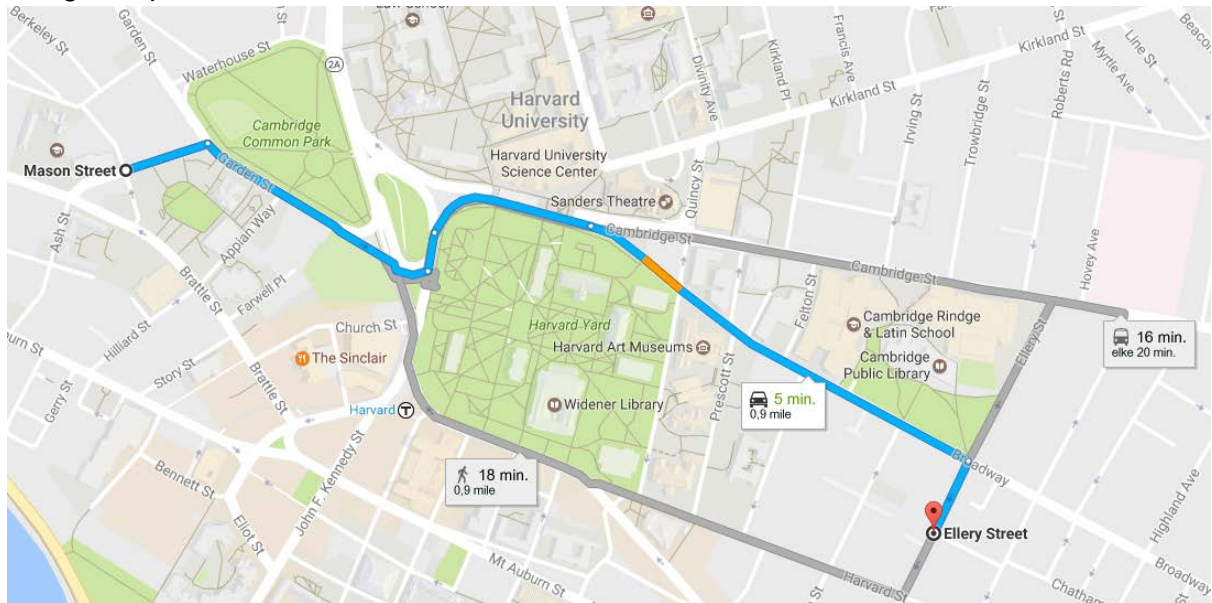 Law School
Berkeley St
Garden St
Waterhouse St
2A
Divinity Ave
Francis Ave
Kirkland St
Line St
Beacon
Myrtle Ave
Roberts Rd
Kirkland Pl
Kirkland St
Harvard
University
Cambridge
Common Park
Irving St
Trowbridge St
Harvard University
Science Center
Mason Street
Garden St
Quincy St
Sanders Theatre
Ash St
Appian Way
Cambridge St
Hovey Ave
Cambridge St
Brattle St
Farwell Pl
Felton St
Hilliard St
Church St
Harvard Yard
Cambridge Rindge
& Latin School
Ellery St
16 min.
elke 20 min.
Harvard Art Museums
The Sinclair
Cambridge
Public Library
Story St
Prescott St
5 min.
0,9 mile
Gerry St
Brattle St
Harvard
T
Widener Library
Broadway
18 min.
0,9 mile
Bennett St
John F. Kennedy St
Highland Ave
Eliot St
Ellery Street
Mt Auburn St
Harvard St
Broadway
Chatham